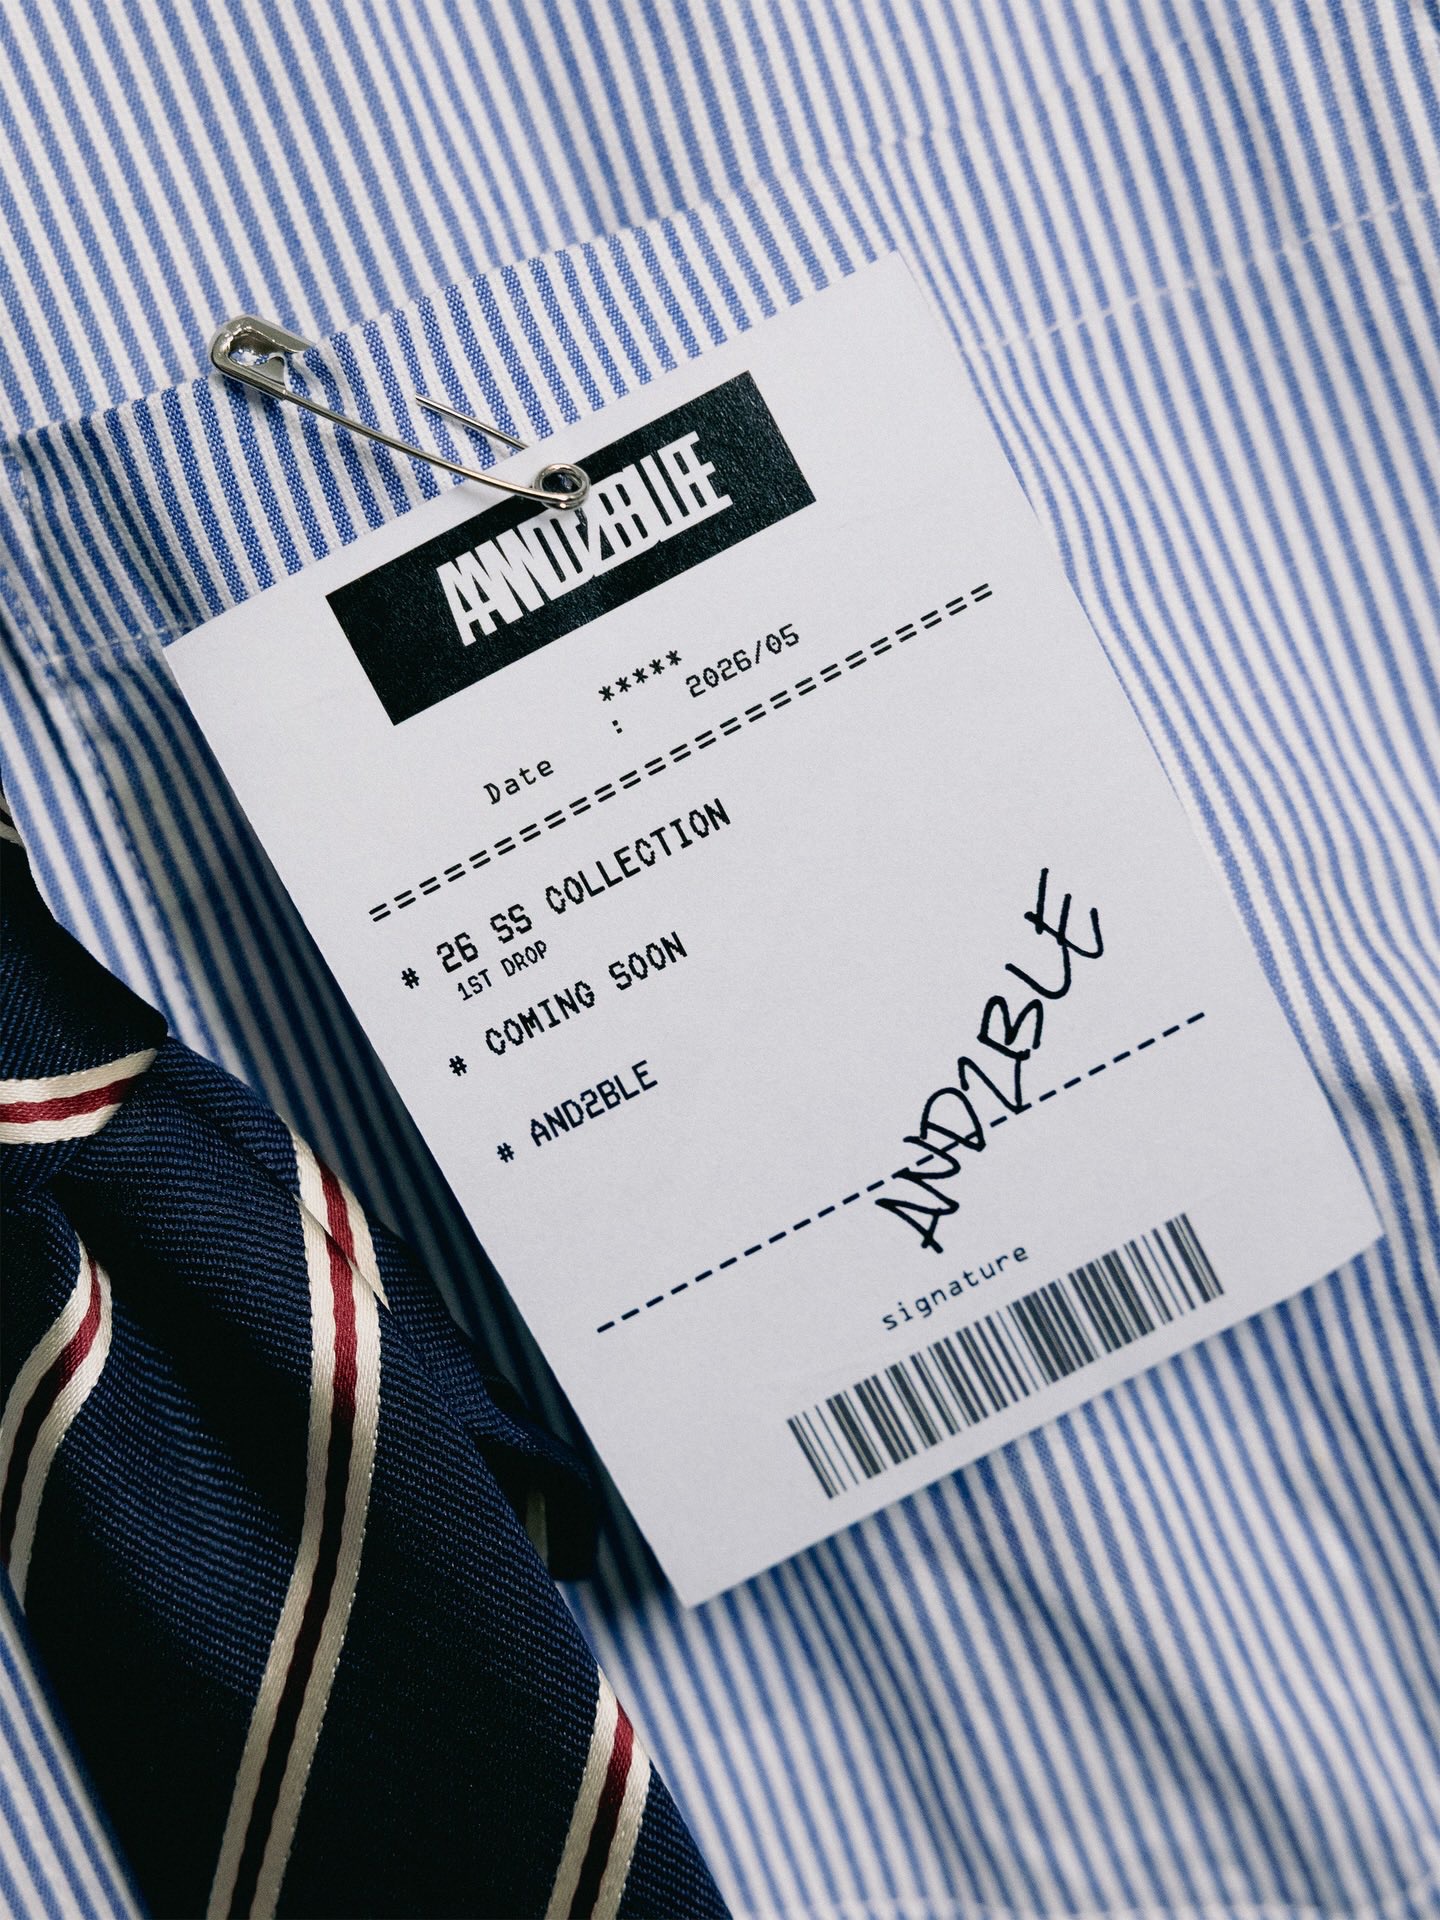 AND2BLE
*****
Date : 2026/05
==============================
# 26 SS COLLECTION
1ST DROP
# COMING SOON
# AND2BLE
AND2BLE
signature